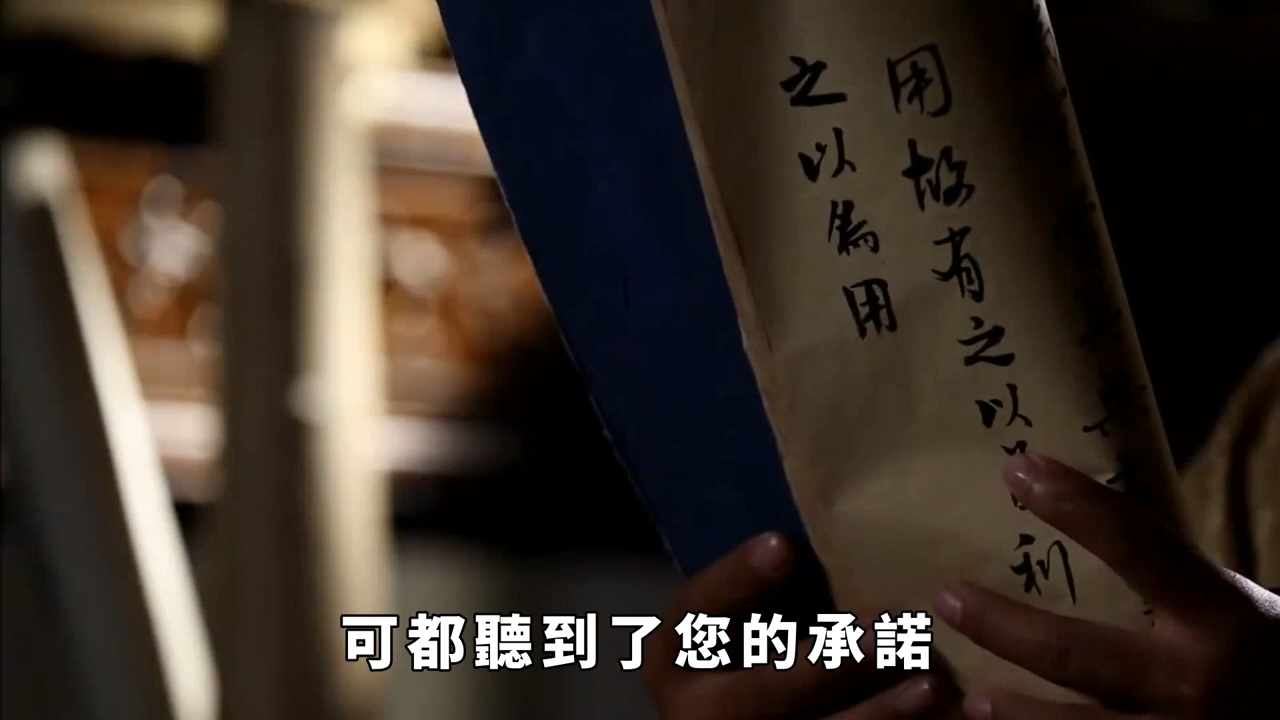 用故有之以利
之以為用
可都聽到了您的承諾